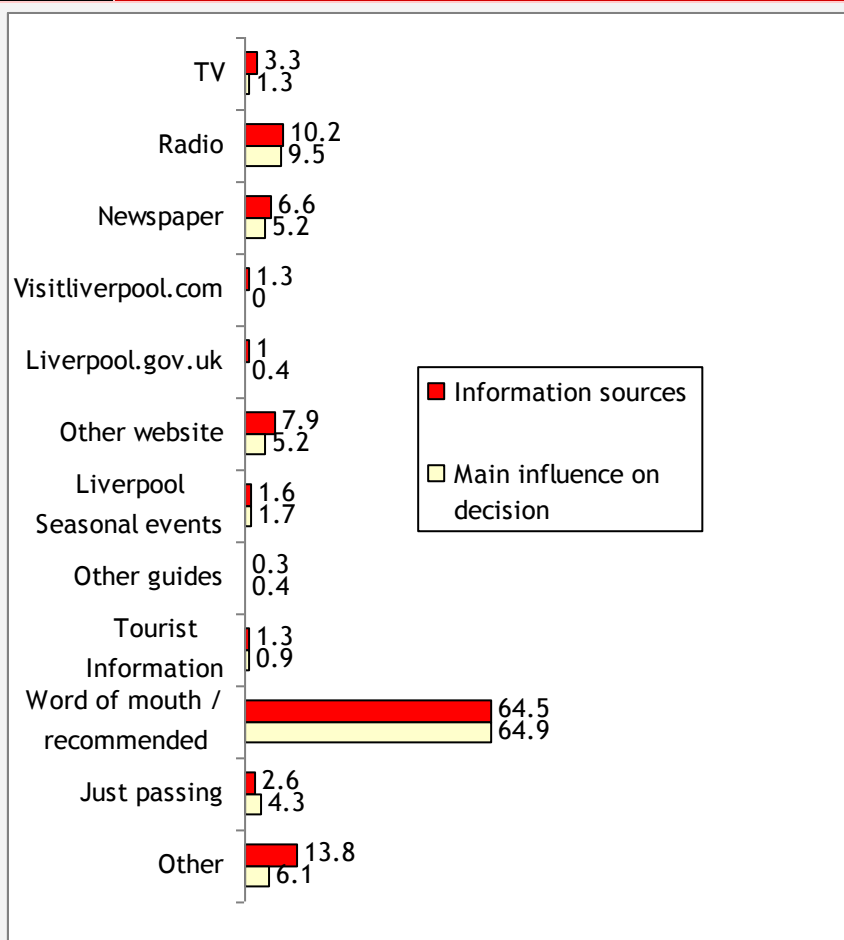 TV
3.3
1.3
Radio
10.2
9.5
Newspaper
6.6
5.2
Visitliverpool.com
1.3
0
Liverpool.gov.uk
1
0.4
Other website
7.9
5.2
Liverpool
Seasonal events
1.6
1.7
Other guides
0.3
0.4
Tourist
Information
1.3
0.9
Word of mouth /
recommended
64.5
64.9
Just passing
2.6
4.3
Other
13.8
6.1
Information sources
Main influence on
decision